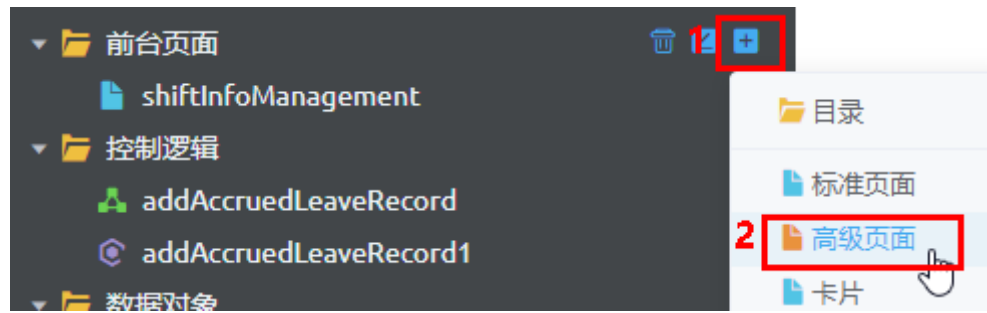 前台页面
1
shiftInfoManagement
目录
控制逻辑
标准页面
addAccruedLeaveRecord
2
高级页面
addAccruedLeaveRecord1
卡片
数据对象